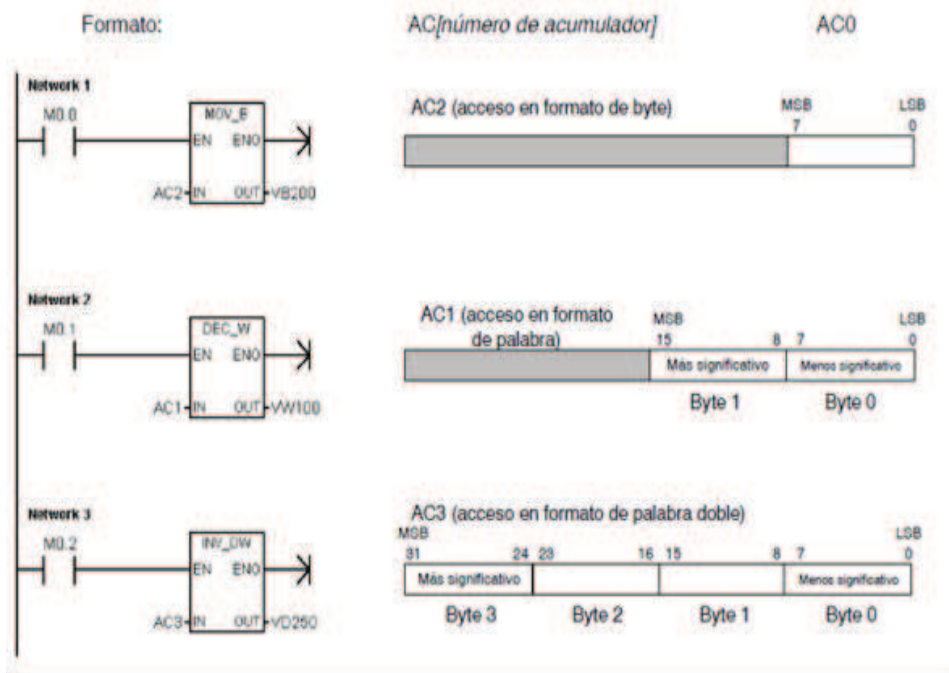 Formato: AC[número de acumulador] AC0
Network 1
M0.0
MOV_B
EN ENO
AC2 IN OUT VB200
AC2 (acceso en formato de byte)
MSB LSB
7 0
Network 2
M0.1
DEC_W
EN ENO
AC1 IN OUT VW100
AC1 (acceso en formato
de palabra)
MSB LSB
15 8 7 0
Más significativo Menos significativo
Byte 1 Byte 0
Network 3
M0.2
INV_DW
EN ENO
AC3 IN OUT VD250
AC3 (acceso en formato de palabra doble)
MSB LSB
31 24 23 16 15 8 7 0
Más significativo Menos significativo
Byte 3 Byte 2 Byte 1 Byte 0